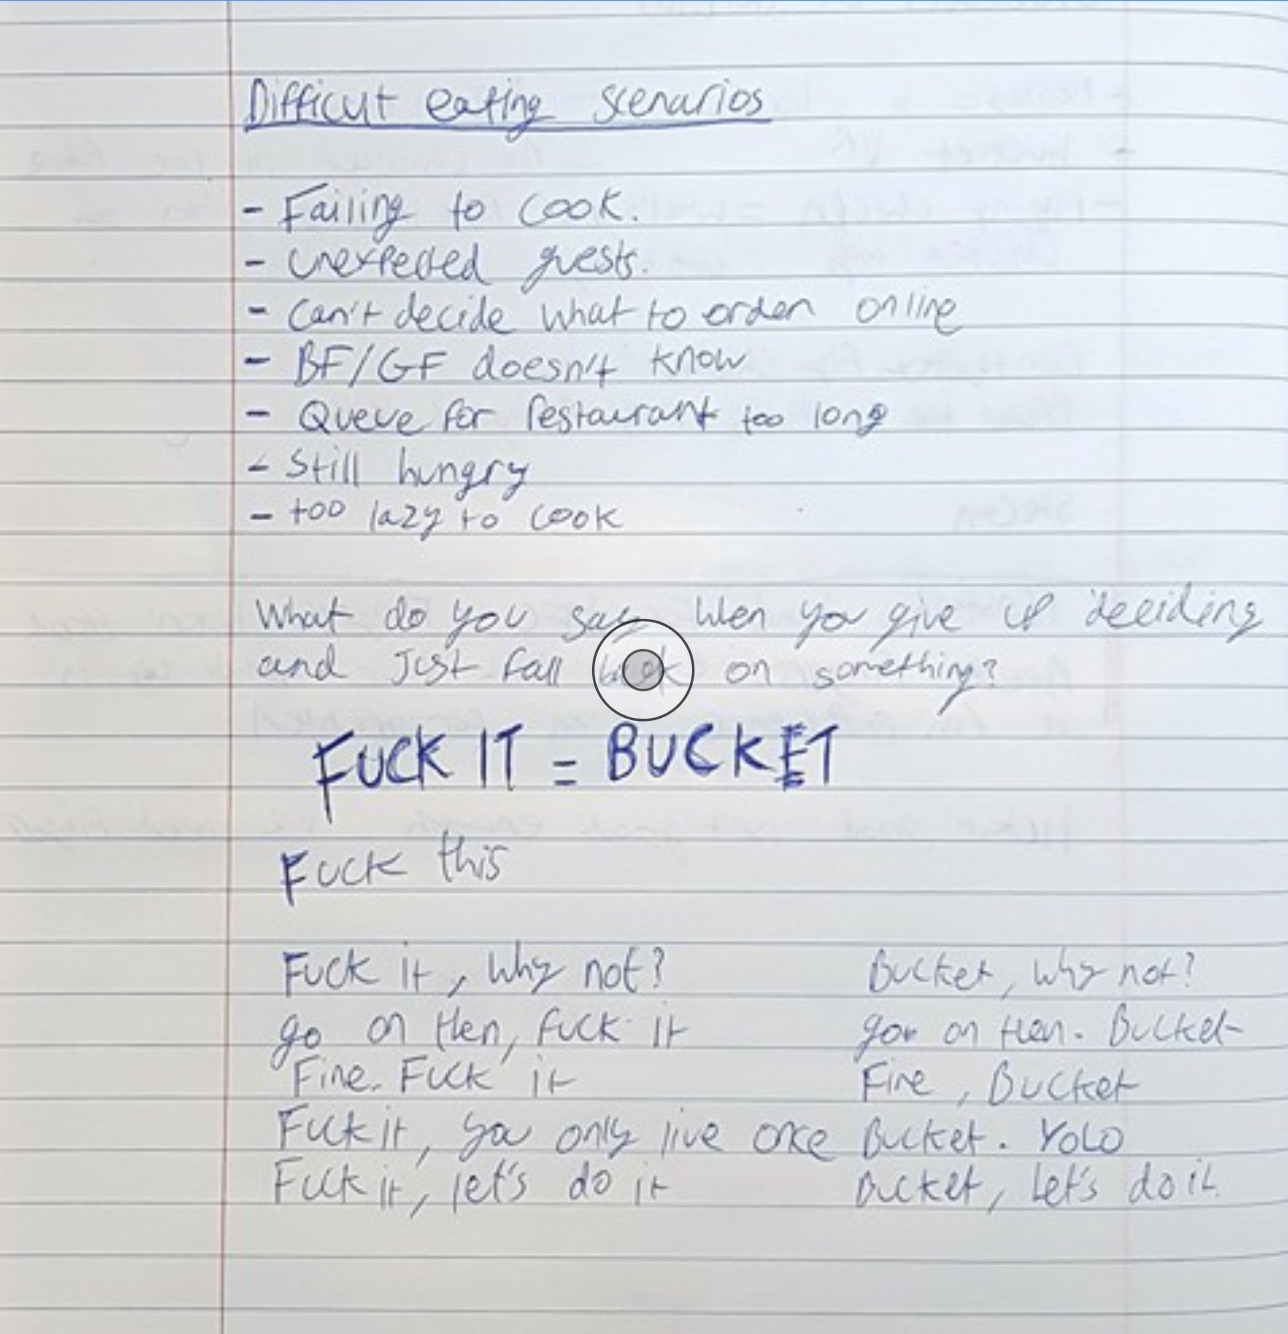 Difficut eating scenarios
- Failing to cook.
- unexpected guests.
- Can't decide what to order online
- BF/GF doesn't know
- Queue for restaurant too long
- Still hungry
- too lazy to cook
What do you say when you give up deciding
and Just fall back on something?
FUCK IT = BUCKET
Fuck this
Fuck it, why not? Bucket, why not?
go on then, fuck it go on then. Bucket
Fine. Fuck it Fine, Bucket
Fuck it, you only live once Bucket. YOLO
Fuck it, let's do it Bucket, Let's do it.